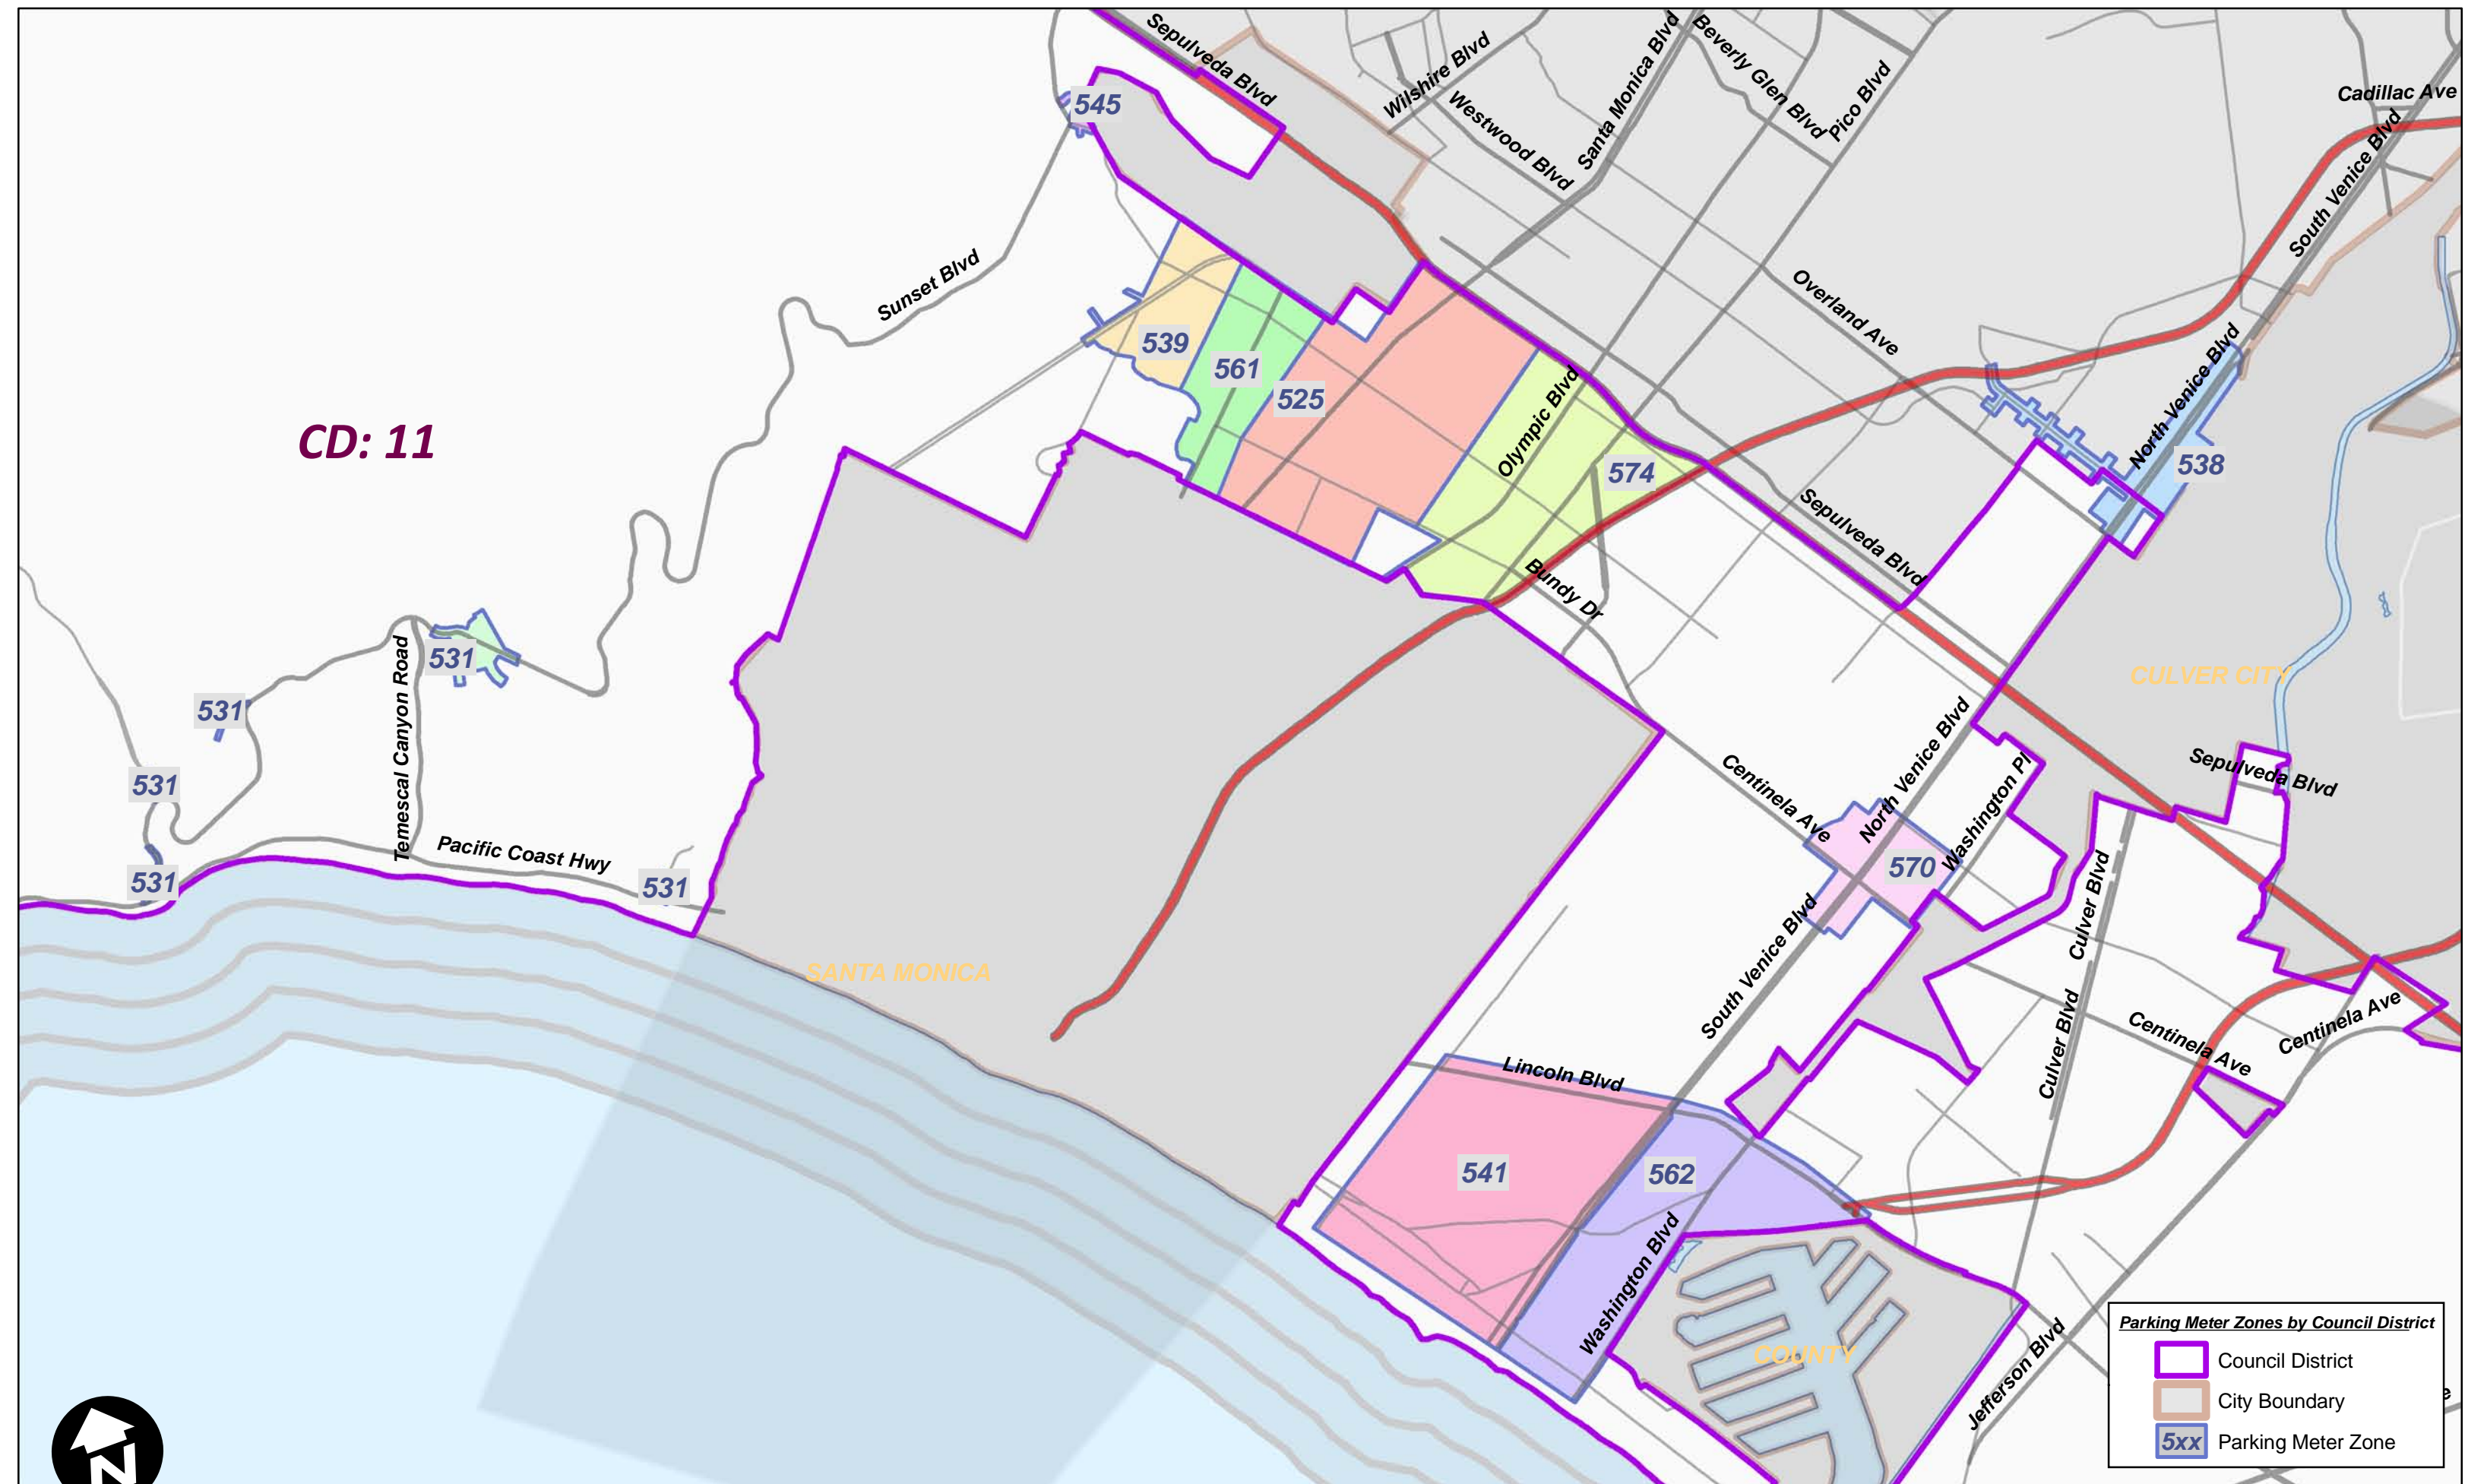 Sepulveda Blvd
Wilshire Blvd
Santa Monica Blvd
Beverly Glen Blvd
Pico Blvd
Westwood Blvd
Cadillac Ave
South Venice Blvd
545
Sunset Blvd
Overland Ave
539
561
525
Olympic Blvd
574
North Venice Blvd
538
CD: 11
Sepulveda Blvd
Bundy Dr
531
Temescal Canyon Road
531
CULVER CITY
531
North Venice Blvd
Centinela Ave
Washington Pl
Sepulveda Blvd
Pacific Coast Hwy
531
531
570
Culver Blvd
South Venice Blvd
SANTA MONICA
Culver Blvd
Centinela Ave
Centinela Ave
Lincoln Blvd
541
562
Washington Blvd
COUNTY
Jefferson Blvd
N
Parking Meter Zones by Council District
Council District
City Boundary
5xx Parking Meter Zone